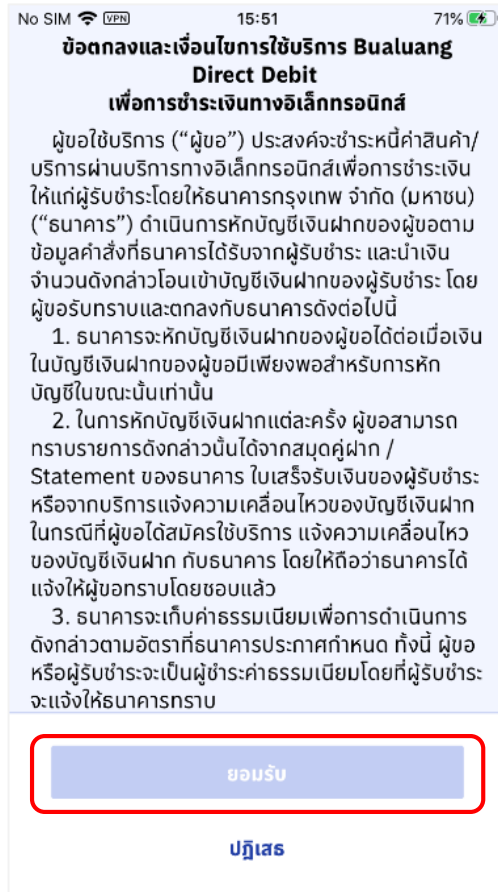 No SIM VPN 15:51 71%
ข้อตกลงและเงื่อนไขการใช้บริการ Bualuang
Direct Debit
เพื่อการชำระเงินทางอิเล็กทรอนิกส์
ผู้ขอใช้บริการ (“ผู้ขอ”) ประสงค์จะชำระหนี้ค่าสินค้า/
บริการผ่านบริการทางอิเล็กทรอนิกส์เพื่อการชำระเงิน
ให้แก่ผู้รับชำระโดยให้ธนาคารกรุงเทพ จำกัด (มหาชน)
(“ธนาคาร”) ดำเนินการหักบัญชีเงินฝากของผู้ขอตาม
ข้อมูลคำสั่งที่ธนาคารได้รับจากผู้รับชำระ และนำเงิน
จำนวนดังกล่าวโอนเข้าบัญชีเงินฝากของผู้รับชำระ โดย
ผู้ขอรับทราบและตกลงกับธนาคารดังต่อไปนี้
1. ธนาคารจะหักบัญชีเงินฝากของผู้ขอได้ต่อเมื่อเงิน
ในบัญชีเงินฝากของผู้ขอมีเพียงพอสำหรับการหัก
บัญชีในขณะนั้นเท่านั้น
2. ในการหักบัญชีเงินฝากแต่ละครั้ง ผู้ขอสามารถ
ทราบรายการดังกล่าวนั้นได้จากสมุดคู่ฝาก /
Statement ของธนาคาร ใบเสร็จรับเงินของผู้รับชำระ
หรือจากบริการแจ้งความเคลื่อนไหวของบัญชีเงินฝาก
ในกรณีที่ผู้ขอได้สมัครใช้บริการ แจ้งความเคลื่อนไหว
ของบัญชีเงินฝาก กับธนาคาร โดยให้ถือว่าธนาคารได้
แจ้งให้ผู้ขอทราบโดยชอบแล้ว
3. ธนาคารจะเก็บค่าธรรมเนียมเพื่อการดำเนินการ
ดังกล่าวตามอัตราที่ธนาคารประกาศกำหนด ทั้งนี้ ผู้ขอ
หรือผู้รับชำระจะเป็นผู้ชำระค่าธรรมเนียมโดยที่ผู้รับชำระ
จะแจ้งให้ธนาคารทราบ
ยอมรับ
ปฏิเสธ